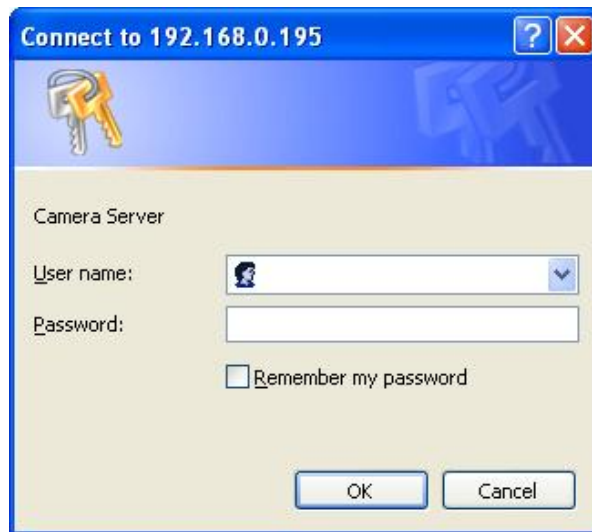 Connect to 192.168.0.195
?
Camera Server
User name:
Password:
Remember my password
OK
Cancel